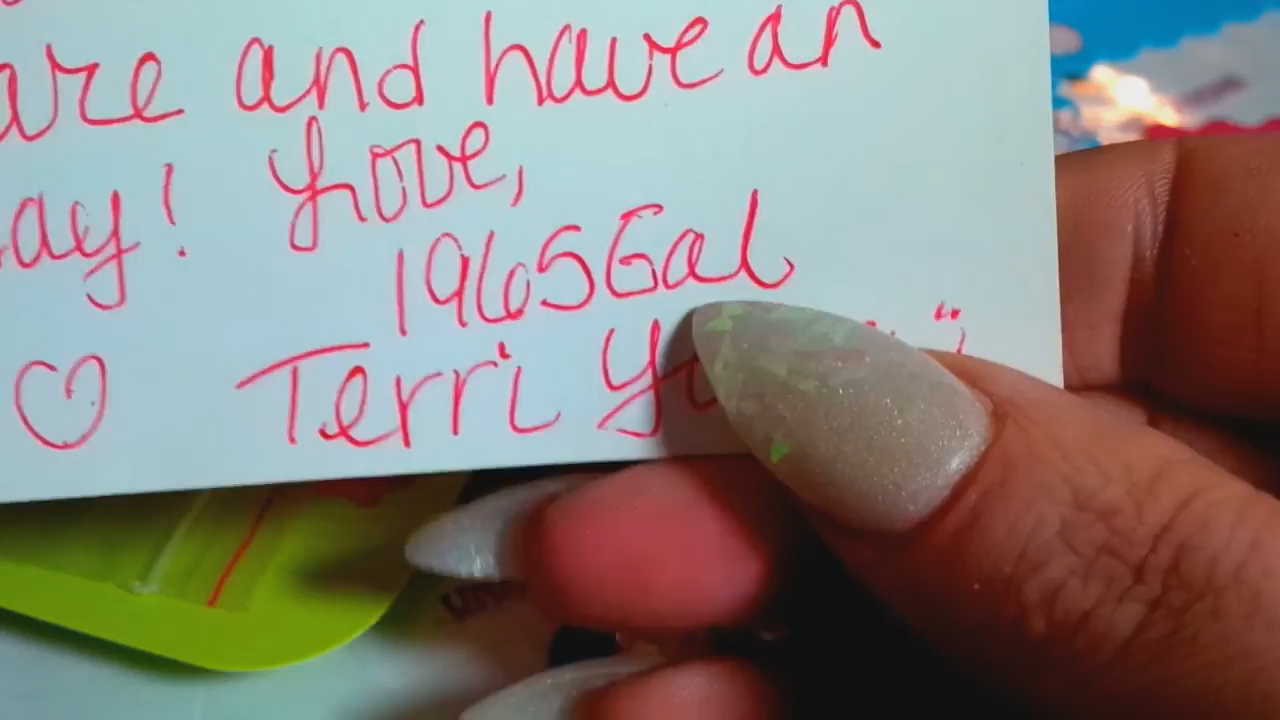 are and have an
ay! Love,
1965Gal
♡ Terri